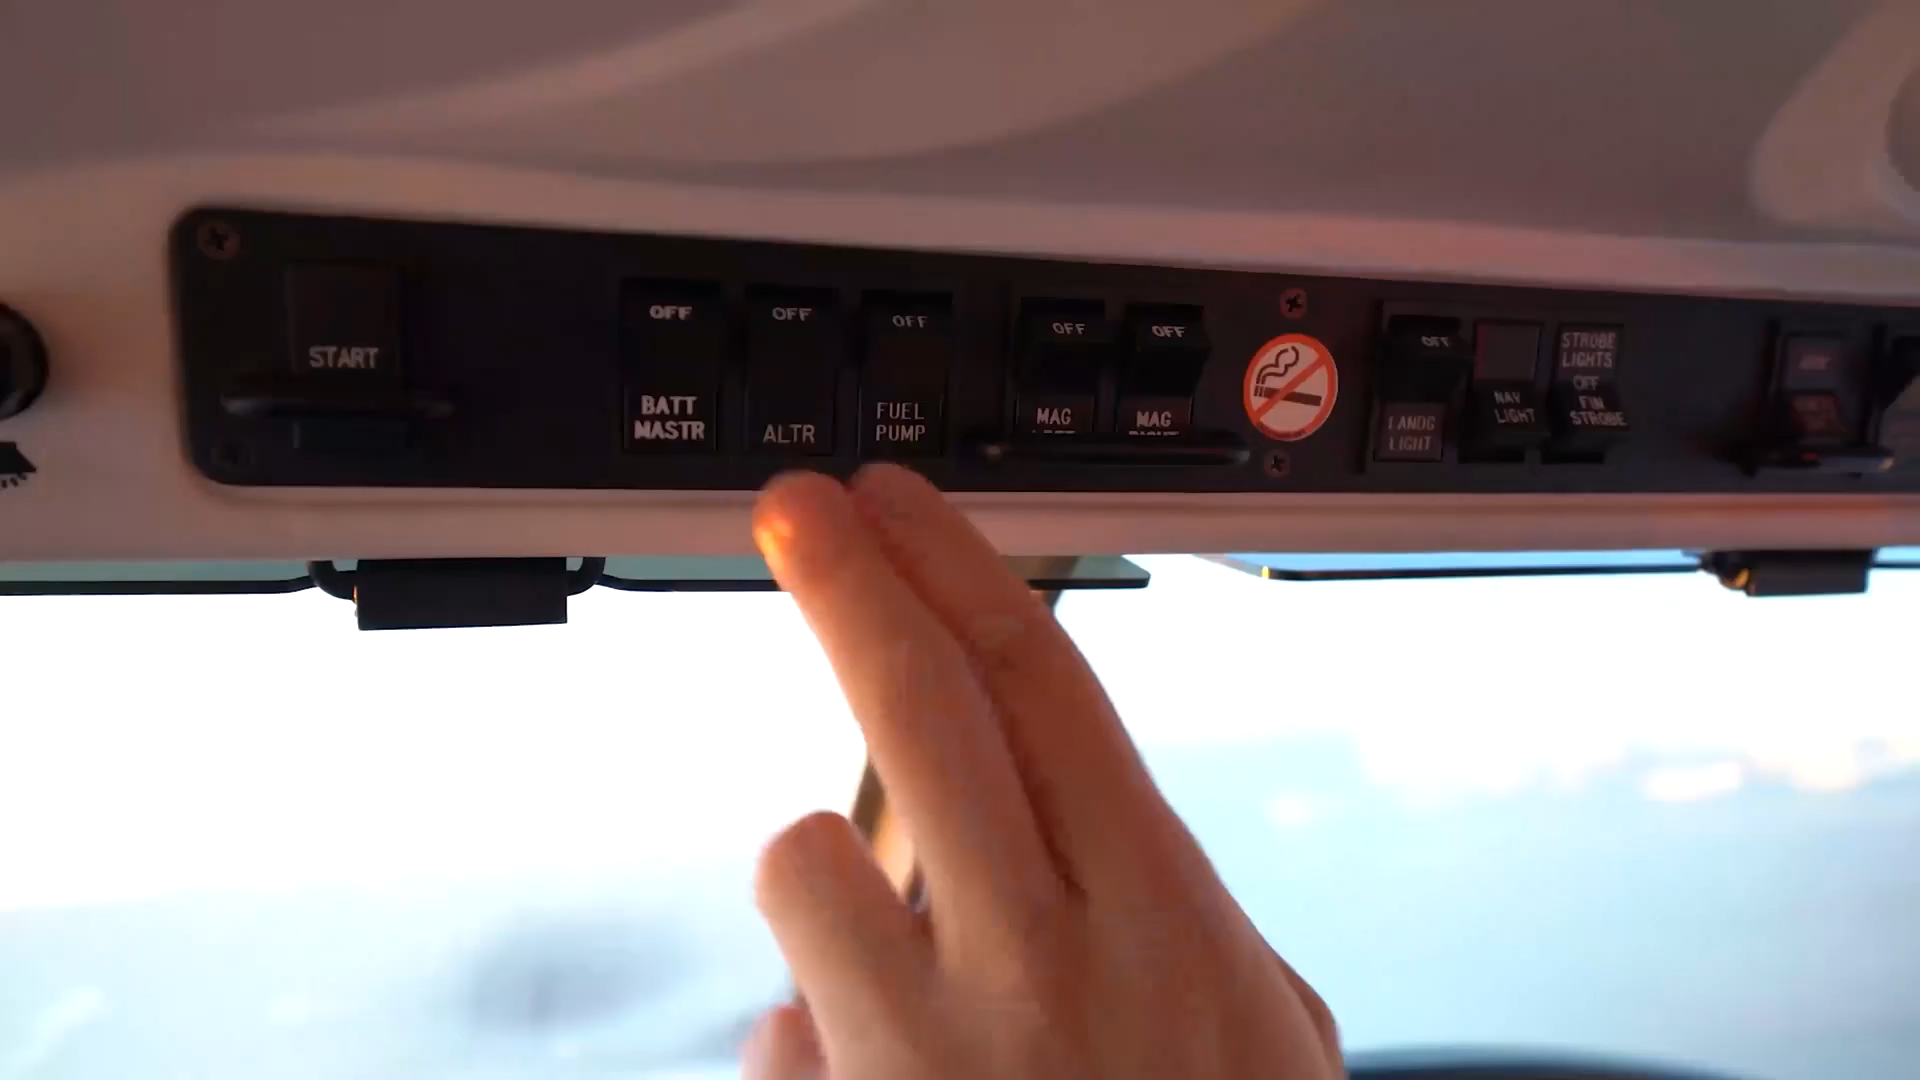 START
OFF
BATT
MASTR
OFF
ALTR
OFF
FUEL
PUMP
OFF
MAG
OFF
MAG
OFF
LANDG
LIGHT
NAV
LIGHT
STROBE
LIGHTS
OFF
FIN
STROBE